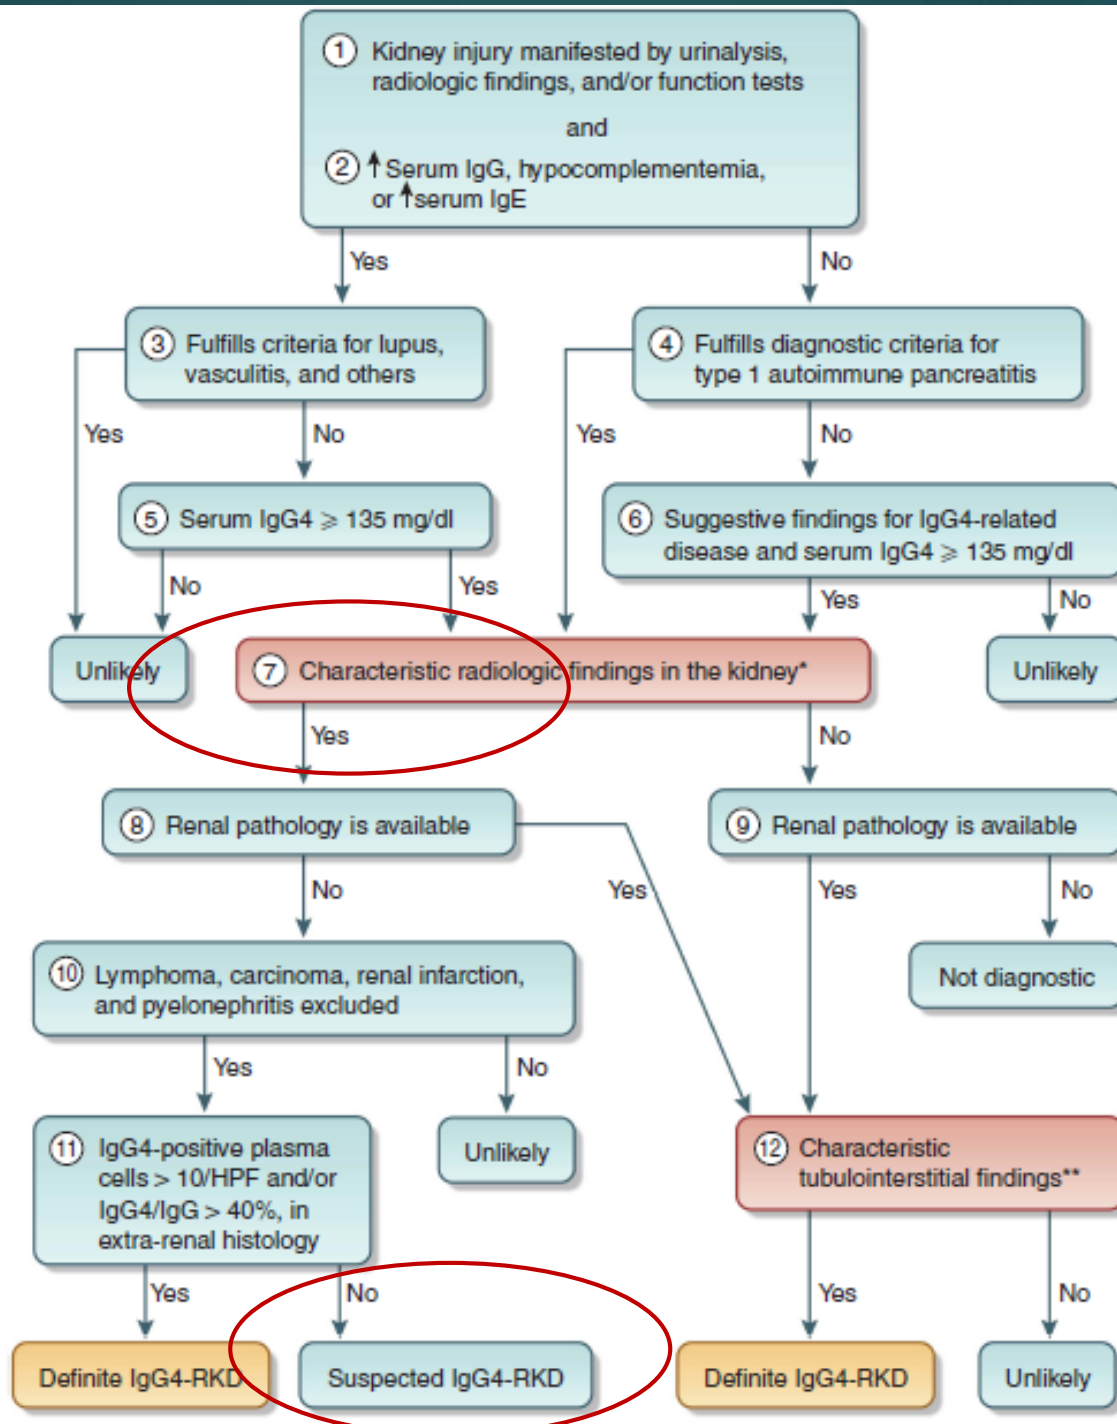 ① Kidney injury manifested by urinalysis,
radiologic findings, and/or function tests
and
② ↑Serum IgG, hypocomplementemia,
or ↑serum IgE
Yes
No
③ Fulfills criteria for lupus,
vasculitis, and others
④ Fulfills diagnostic criteria for
type 1 autoimmune pancreatitis
Yes
No
Yes
No
⑤ Serum IgG4 ⩾ 135 mg/dl
⑥ Suggestive findings for IgG4-related
disease and serum IgG4 ⩾ 135 mg/dl
No
Yes
Yes
No
Unlikely
⑦ Characteristic radiologic findings in the kidney*
Unlikely
Yes
No
⑧ Renal pathology is available
⑨ Renal pathology is available
No
Yes
Yes
No
⑩ Lymphoma, carcinoma, renal infarction,
and pyelonephritis excluded
Not diagnostic
Yes
No
⑪ IgG4-positive plasma
cells > 10/HPF and/or
IgG4/IgG > 40%, in
extra-renal histology
Unlikely
⑫ Characteristic
tubulointerstitial findings**
Yes
No
Yes
No
Definite IgG4-RKD
Suspected IgG4-RKD
Definite IgG4-RKD
Unlikely